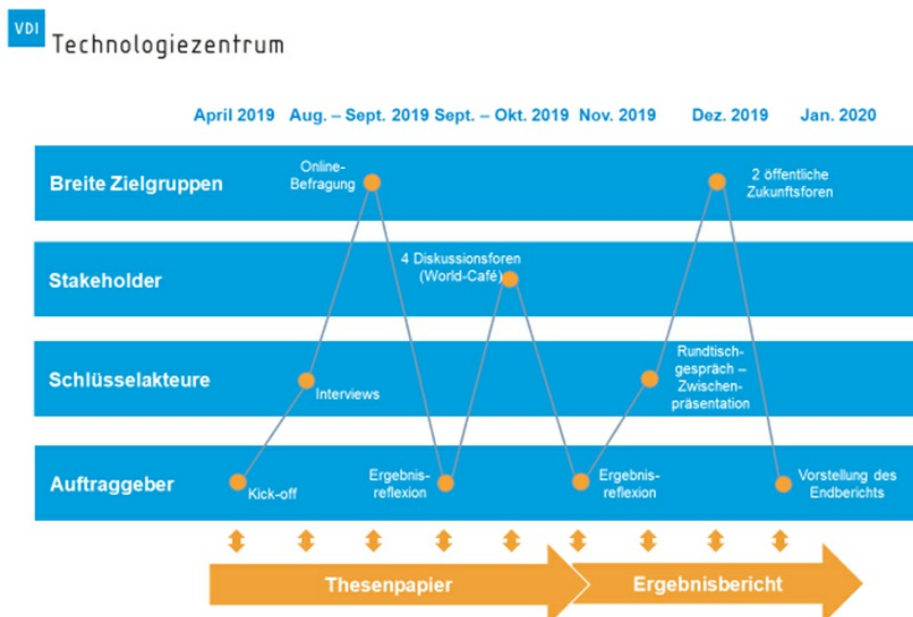 VDI
Technologiezentrum
April 2019 Aug. – Sept. 2019 Sept. – Okt. 2019 Nov. 2019 Dez. 2019 Jan. 2020
Breite Zielgruppen
Online-
Befragung
2 öffentliche
Zukunftsforen
Stakeholder
4 Diskussionsforen
(World-Café)
Schlüsselakteure
Interviews
Rundtisch-
gespräch –
Zwischen-
präsentation
Auftraggeber
Kick-off
Ergebnis-
reflexion
Ergebnis-
reflexion
Vorstellung des
Endberichts
Thesenpapier
Ergebnisbericht